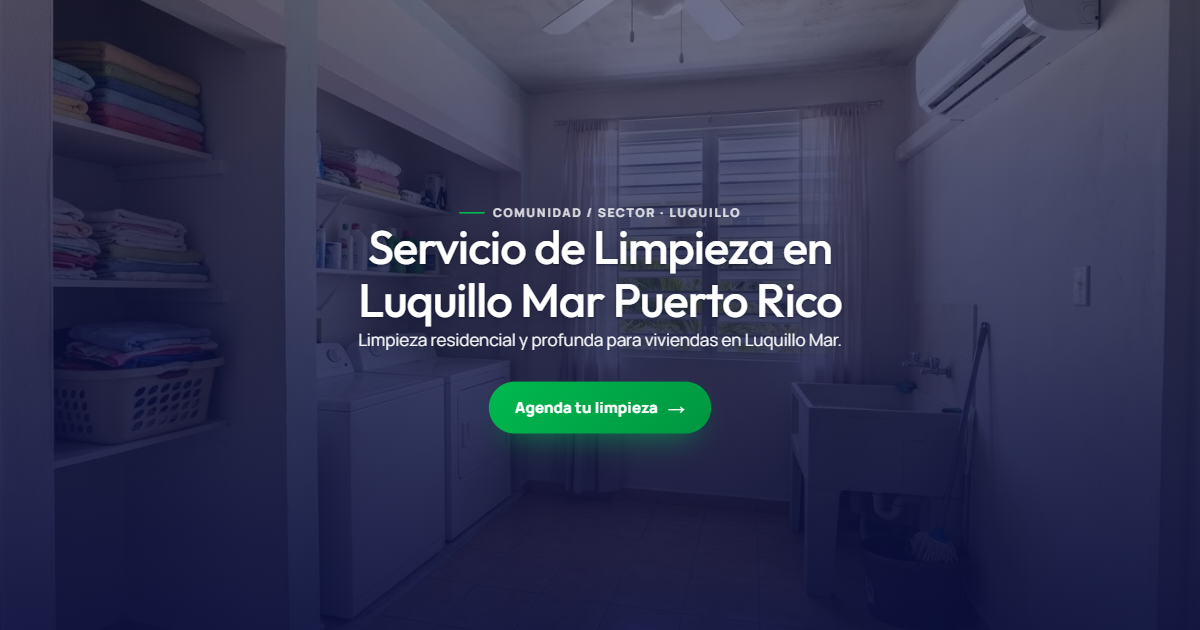 COMUNIDAD / SECTOR · LUQUILLO
Servicio de Limpieza en
Luquillo Mar Puerto Rico
Limpieza residencial y profunda para viviendas en Luquillo Mar.
Agenda tu limpieza →